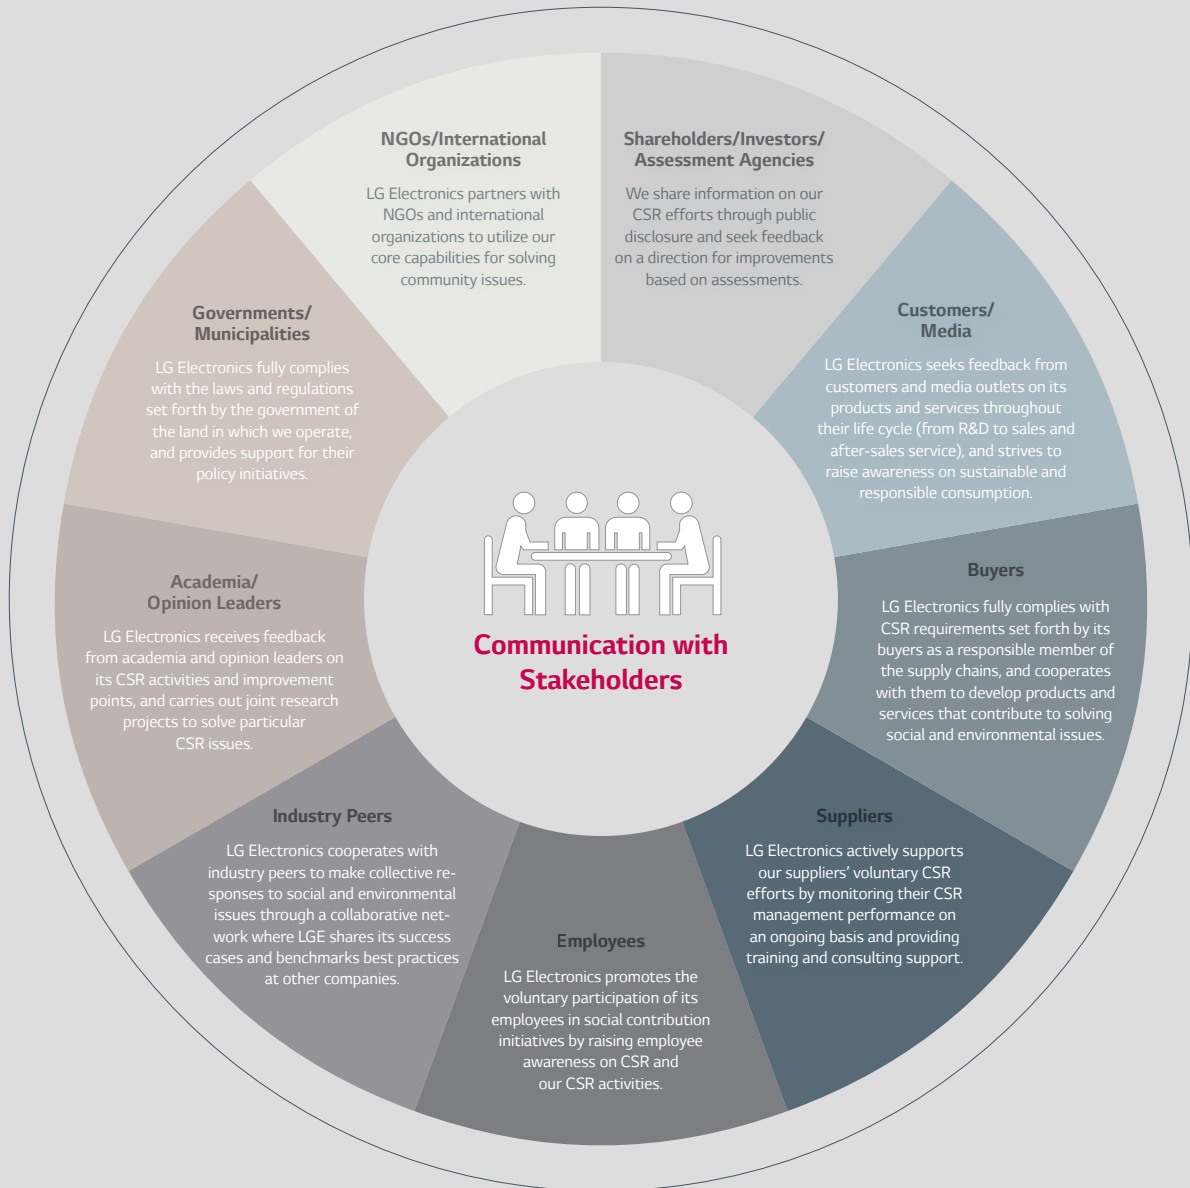 NGOs/International
Organizations
LG Electronics partners with
NGOs and international
organizations to utilize our
core capabilities for solving
community issues.
Shareholders/Investors/
Assessment Agencies
We share information on our
CSR efforts through public
disclosure and seek feedback
on a direction for improvements
based on assessments.
Customers/
Media
LG Electronics seeks feedback from
customers and media outlets on its
products and services throughout
their life cycle (from R&D to sales and
after-sales service), and strives to
raise awareness on sustainable and
responsible consumption.
Buyers
LG Electronics fully complies with
CSR requirements set forth by its
buyers as a responsible member of
the supply chains, and cooperates
with them to develop products and
services that contribute to solving
social and environmental issues.
Suppliers
LG Electronics actively supports
our suppliers’ voluntary CSR
efforts by monitoring their CSR
management performance on
an ongoing basis and providing
training and consulting support.
Employees
LG Electronics promotes the
voluntary participation of its
employees in social contribution
initiatives by raising employee
awareness on CSR and
our CSR activities.
Industry Peers
LG Electronics cooperates with
industry peers to make collective re-
sponses to social and environmental
issues through a collaborative net-
work where LGE shares its success
cases and benchmarks best practices
at other companies.
Academia/
Opinion Leaders
LG Electronics receives feedback
from academia and opinion leaders on
its CSR activities and improvement
points, and carries out joint research
projects to solve particular
CSR issues.
Governments/
Municipalities
LG Electronics fully complies
with the laws and regulations
set forth by the government of
the land in which we operate,
and provides support for their
policy initiatives.
Communication with
Stakeholders